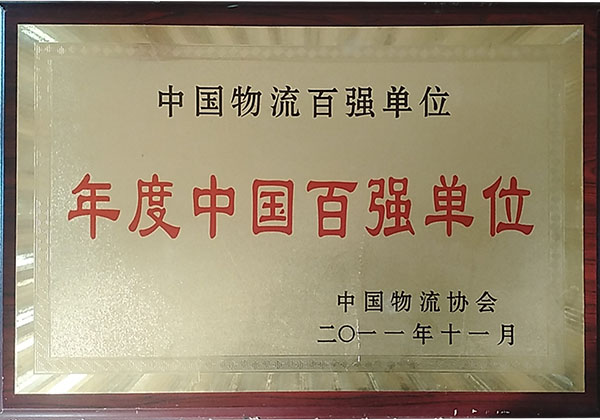 中国物流百强单位
年度中国百强单位
中国物流协会
二〇一一年十一月